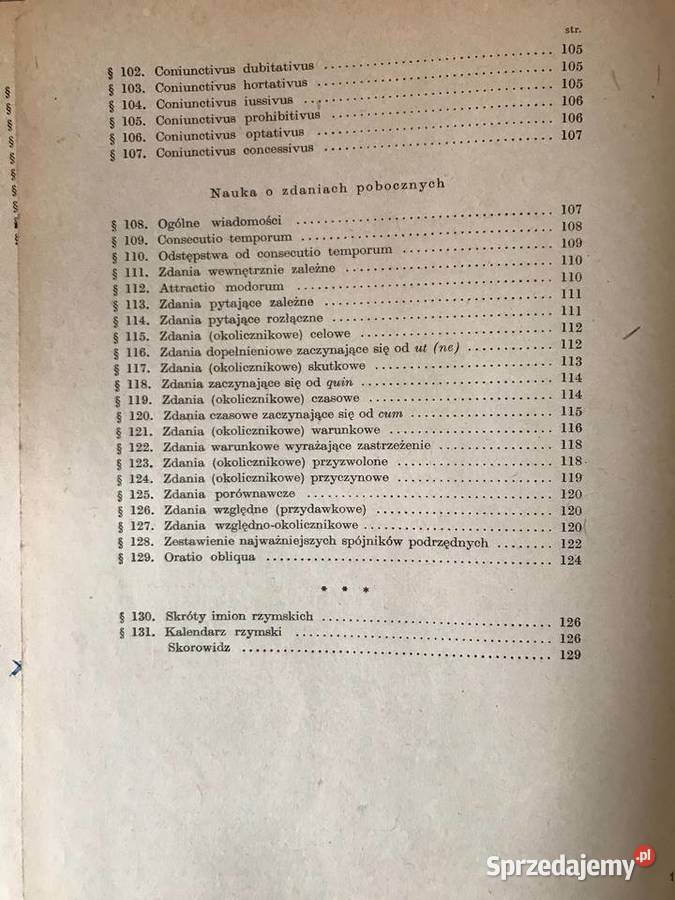 str.
§ 102. Coniunctivus dubitativus 105
§ 103. Coniunctivus hortativus 105
§ 104. Coniunctivus iussivus 105
§ 105. Coniunctivus prohibitivus 106
§ 106. Coniunctivus optativus 106
§ 107. Coniunctivus concessivus 107
Nauka o zdaniach pobocznych
§ 108. Ogólne wiadomości 107
§ 109. Consecutio temporum 108
§ 110. Odstępstwa od consecutio temporum 109
§ 111. Zdania wewnętrznie zależne 110
§ 112. Attractio modorum 110
§ 113. Zdania pytające zależne 111
§ 114. Zdania pytające rozłączne 111
§ 115. Zdania (okolicznikowe) celowe 112
§ 116. Zdania dopełnieniowe zaczynające się od ut (ne) 112
§ 117. Zdania (okolicznikowe) skutkowe 113
§ 118. Zdania zaczynające się od quin 114
§ 119. Zdania (okolicznikowe) czasowe 114
§ 120. Zdania czasowe zaczynające się od cum 115
§ 121. Zdania (okolicznikowe) warunkowe 116
§ 122. Zdania warunkowe wyrażające zastrzeżenie 118
§ 123. Zdania (okolicznikowe) przyzwolone 118
§ 124. Zdania (okolicznikowe) przyczynowe 119
§ 125. Zdania porównawcze 120
§ 126. Zdania względne (przydawkowe) 120
§ 127. Zdania względno-okolicznikowe 120
§ 128. Zestawienie najważniejszych spójników podrzędnych 122
§ 129. Oratio obliqua 124
* * *
§ 130. Skróty imion rzymskich 126
§ 131. Kalendarz rzymski 126
Skorowidz 129
Sprzedajemy.pl